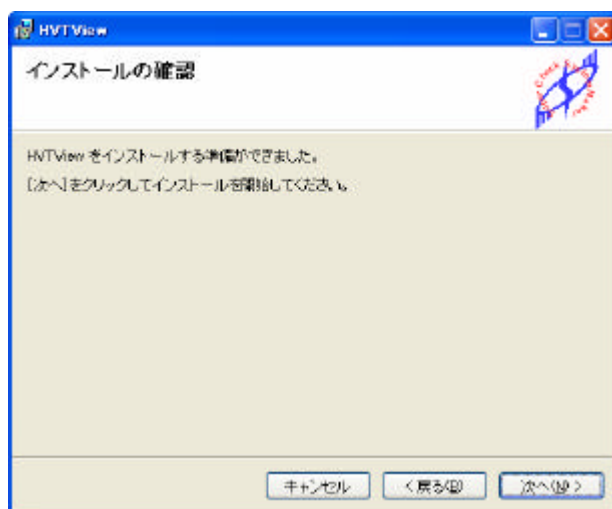 HVTView
インストールの確認
HVTView をインストールする準備ができました。
[次へ]をクリックしてインストールを開始してください。
キャンセル
< 戻る(B)
次へ(N) >